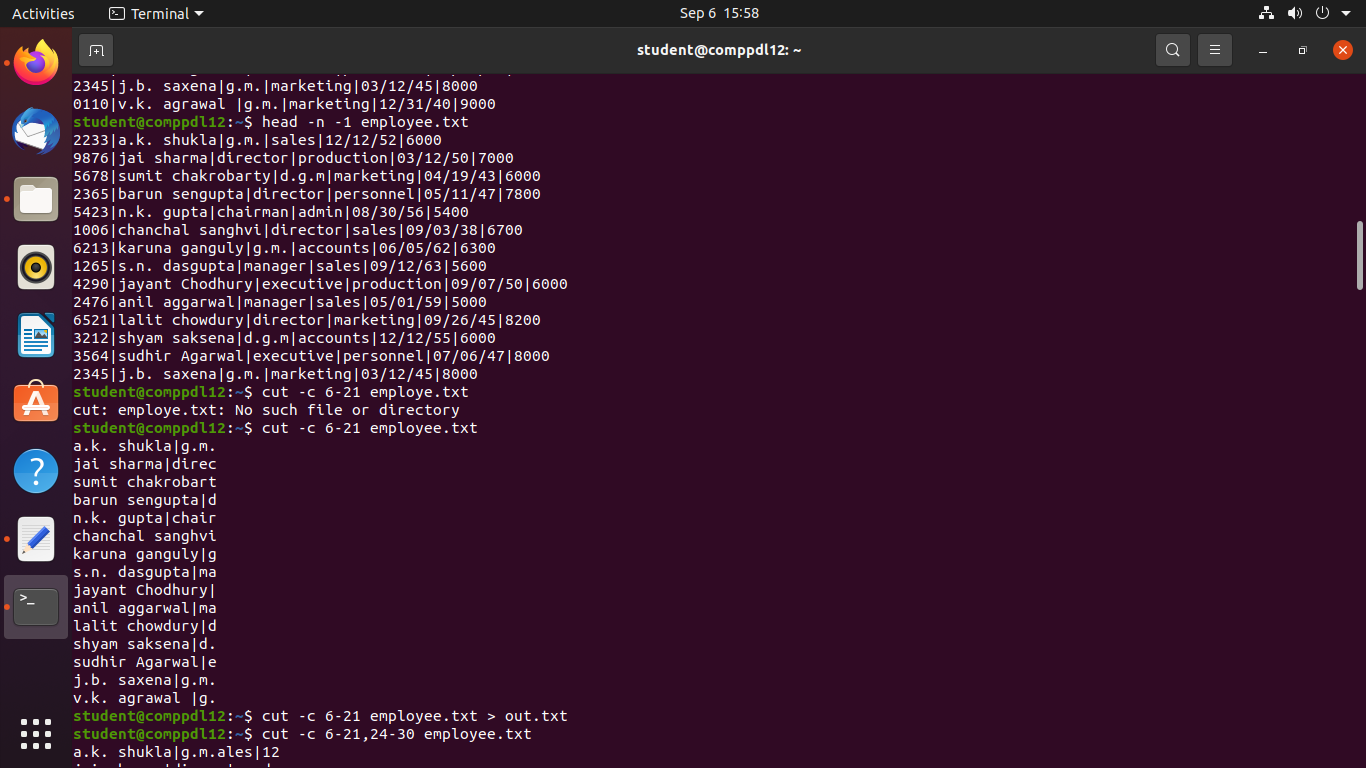 Activities
Terminal
Sep 6 15:58
student@comppdl12: ~
2345|j.b. saxena|g.m.|marketing|03/12/45|8000
0110|v.k. agrawal |g.m.|marketing|12/31/40|9000
student@comppdl12:~$ head -n -1 employee.txt
2233|a.k. shukla|g.m.|sales|12/12/52|6000
9876|jai sharma|director|production|03/12/50|7000
5678|sumit chakrobarty|d.g.m|marketing|04/19/43|6000
2365|barun sengupta|director|personnel|05/11/47|7800
5423|n.k. gupta|chairman|admin|08/30/56|5400
1006|chanchal sanghvi|director|sales|09/03/38|6700
6213|karuna ganguly|g.m.|accounts|06/05/62|6300
1265|s.n. dasgupta|manager|sales|09/12/63|5600
4290|jayant Chodhury|executive|production|09/07/50|6000
2476|anil aggarwal|manager|sales|05/01/59|5000
6521|lalit chowdury|director|marketing|09/26/45|8200
3212|shyam saksena|d.g.m|accounts|12/12/55|6000
3564|sudhir Agarwal|executive|personnel|07/06/47|8000
2345|j.b. saxena|g.m.|marketing|03/12/45|8000
student@comppdl12:~$ cut -c 6-21 employe.txt
cut: employe.txt: No such file or directory
student@comppdl12:~$ cut -c 6-21 employee.txt
a.k. shukla|g.m.
jai sharma|direc
sumit chakrobart
barun sengupta|d
n.k. gupta|chair
chanchal sanghvi
karuna ganguly|g
s.n. dasgupta|ma
jayant Chodhury|
anil aggarwal|ma
lalit chowdury|d
shyam saksena|d.
sudhir Agarwal|e
j.b. saxena|g.m.
v.k. agrawal |g.
student@comppdl12:~$ cut -c 6-21 employee.txt > out.txt
student@comppdl12:~$ cut -c 6-21,24-30 employee.txt
a.k. shukla|g.m.ales|12